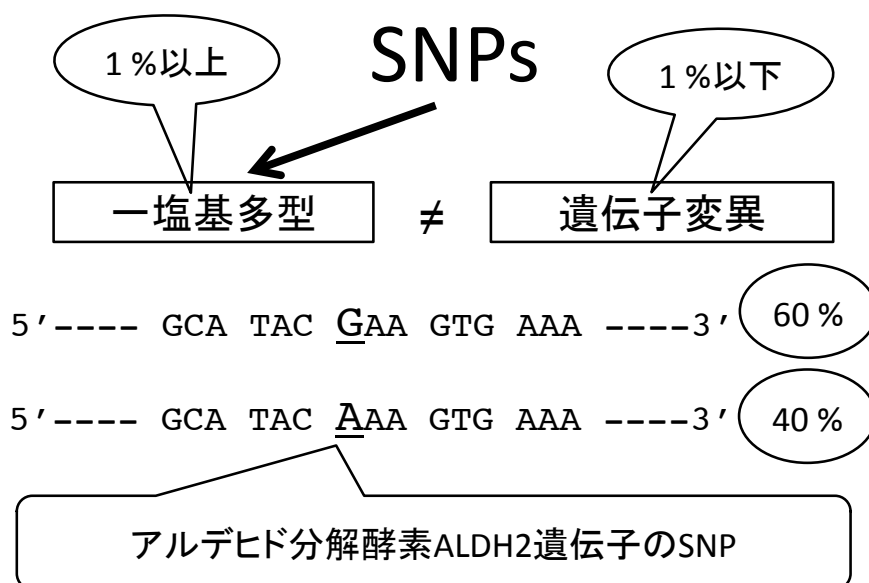 SNPs
1 %以上
1 %以下
一塩基多型 ≠ 遺伝子変異
5’---- GCA TAC GAA GTG AAA ----3’ 60 %
5’---- GCA TAC AAA GTG AAA ----3’ 40 %
アルデヒド分解酵素ALDH2遺伝子のSNP